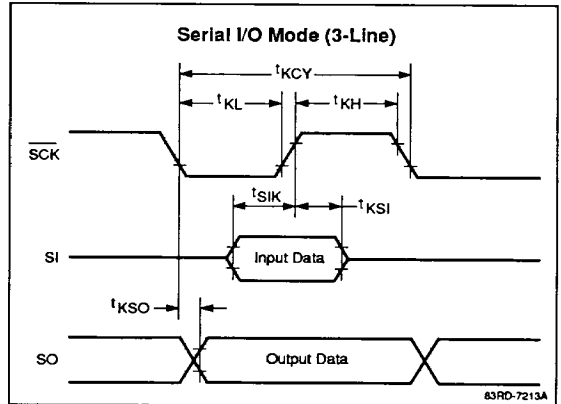 Serial I/O Mode (3-Line)
tKCY
tKL
tKH
SCK
tSIK
tKSI
SI
Input Data
tKSO
SO
Output Data
83RD-7213A